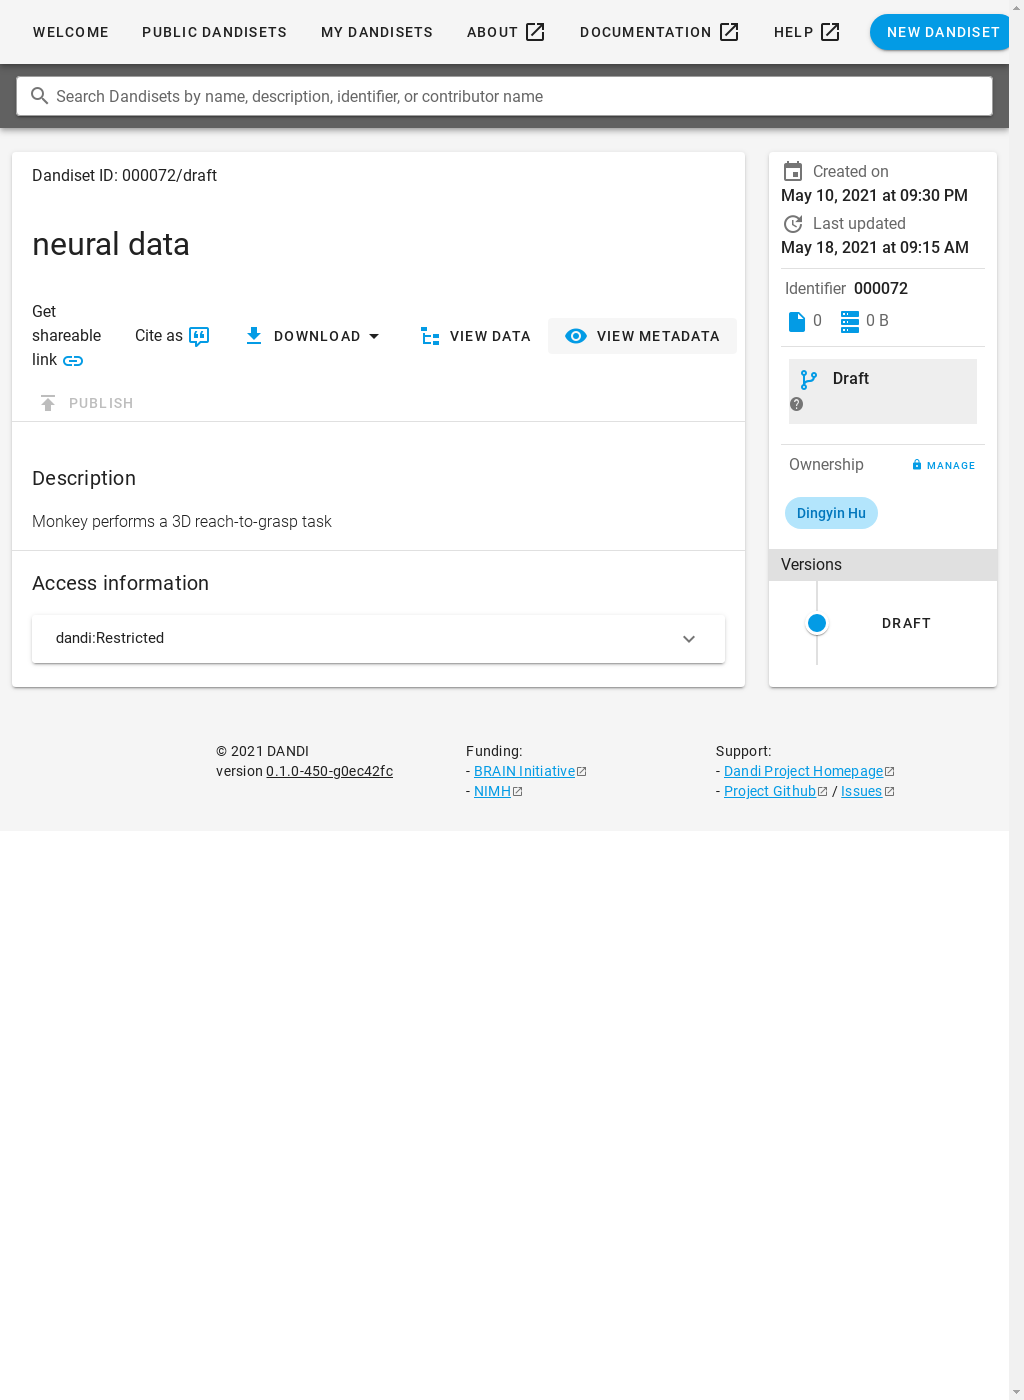 WELCOME PUBLIC DANDISETS MY DANDISETS ABOUT DOCUMENTATION HELP NEW DANDISET
Search Dandisets by name, description, identifier, or contributor name
Dandiset ID: 000072/draft
neural data
Get shareable link
Cite as
DOWNLOAD
VIEW DATA
VIEW METADATA
PUBLISH
Description
Monkey performs a 3D reach-to-grasp task
Access information
dandi:Restricted
Created on
May 10, 2021 at 09:30 PM
Last updated
May 18, 2021 at 09:15 AM
Identifier 000072
0 0 B
Draft
Ownership MANAGE
Dingyin Hu
Versions
DRAFT
© 2021 DANDI
version 0.1.0-450-g0ec42fc
Funding:
- BRAIN Initiative
- NIMH
Support:
- Dandi Project Homepage
- Project Github / Issues